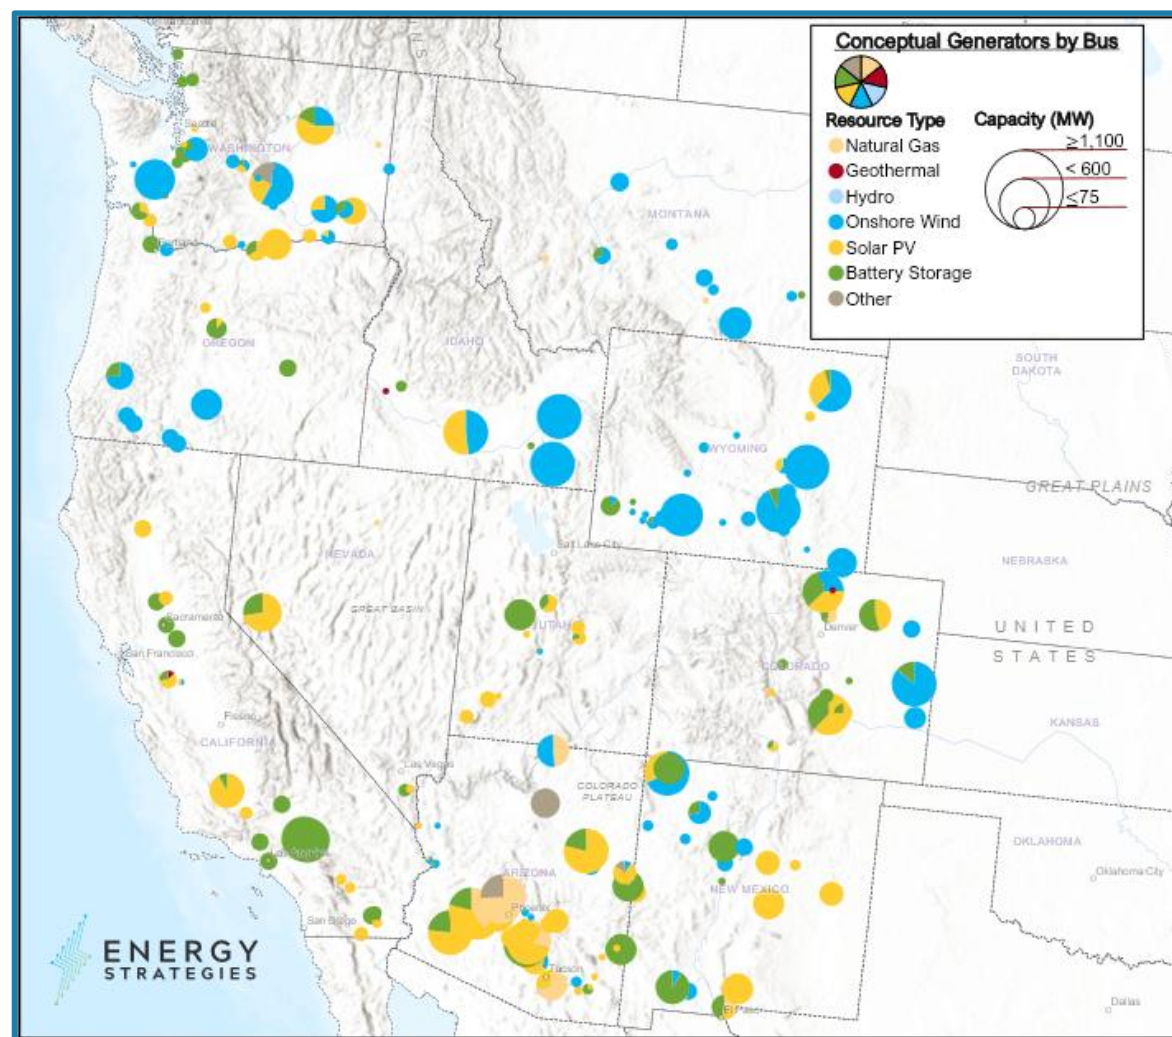 Conceptual Generators by Bus
Resource Type
Capacity (MW)
Natural Gas
Geothermal
Hydro
Onshore Wind
Solar PV
Battery Storage
Other
≥1,100
< 600
≤75
WASHINGTON
MONTANA
OREGON
IDAHO
SOUTH
DAKOTA
WYOMING
GREAT PLAINS
NEVADA
Salt Lake City
NEBRASKA
GREAT BASIN
Sacramento
UTAH
Denver
UNITED
STATES
San Francisco
COLORADO
Fresno
KANSAS
CALIFORNIA
Las Vegas
COLORADO
PLATEAU
OKLAHOMA
ARIZONA
NEW MEXICO
Oklahoma City
Phoenix
San Diego
Tucson
El Paso
Dallas
ENERGY
STRATEGIES